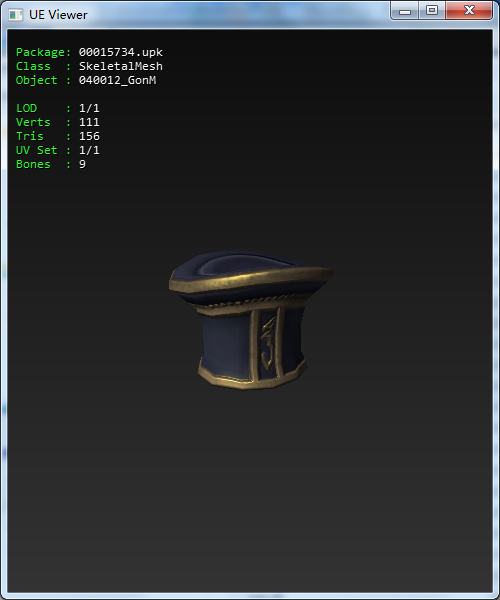 UE Viewer
Package: 00015734.upk
Class : SkeletalMesh
Object : 040012_GonM
LOD : 1/1
Verts : 111
Tris : 156
UV Set : 1/1
Bones : 9